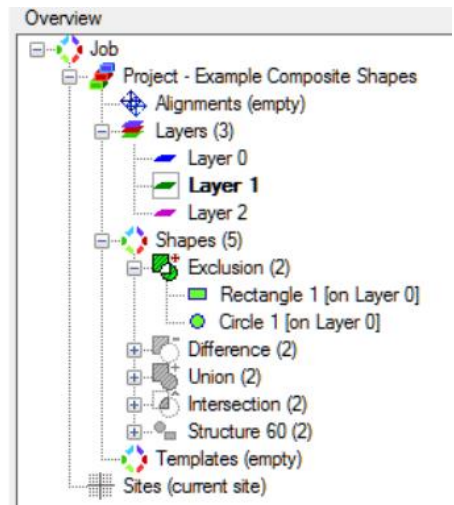 Overview
Job
Project - Example Composite Shapes
Alignments (empty)
Layers (3)
Layer 0
Layer 1
Layer 2
Shapes (5)
Exclusion (2)
Rectangle 1 [on Layer 0]
Circle 1 [on Layer 0]
Difference (2)
Union (2)
Intersection (2)
Structure 60 (2)
Templates (empty)
Sites (current site)